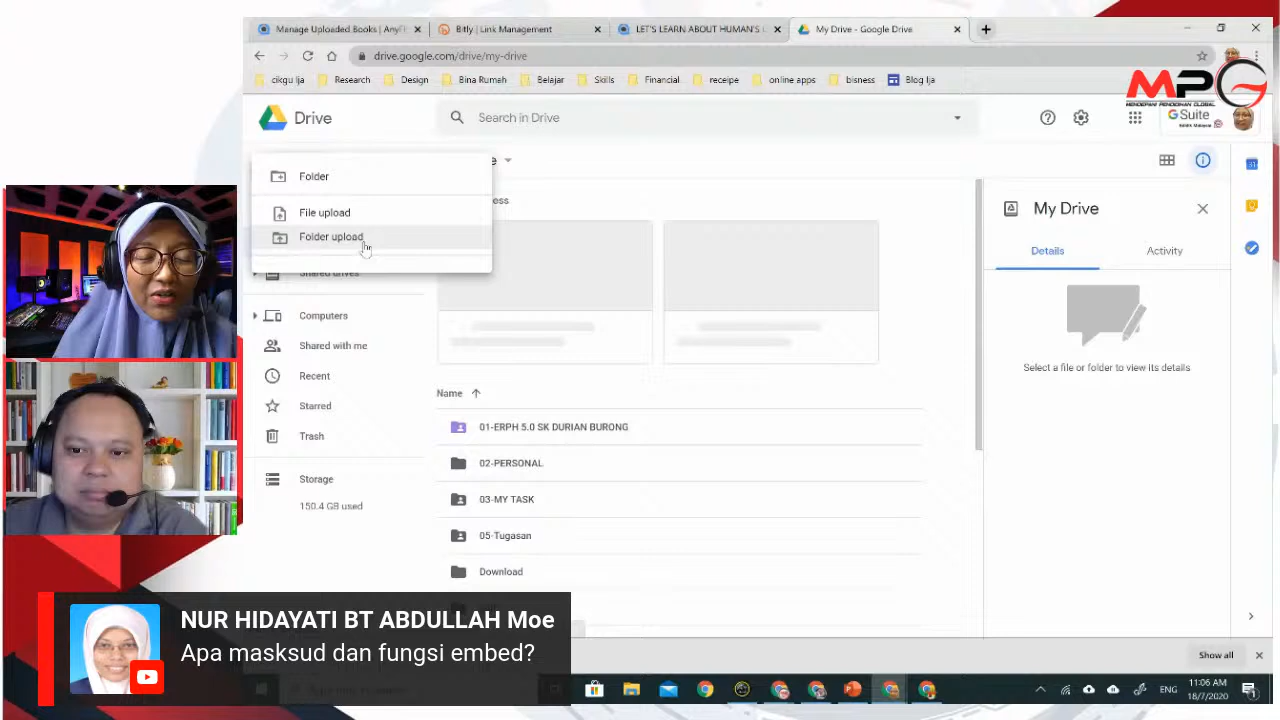 Manage Uploaded Books | AnyF
Bitly | Link Management
LET'S LEARN ABOUT HUMAN'S L
My Drive - Google Drive
drive.google.com/drive/my-drive
cikgu Ija
Research
Design
Bina Rumah
Belajar
Skills
Financial
receipe
online apps
bisness
Blog Ija
MPG
MENDEPANI PENDIDIKAN GLOBAL
Drive
Search in Drive
G Suite
Folder
File upload
Folder upload
Shared drives
Computers
Shared with me
Recent
Starred
Trash
Storage
150.4 GB used
Name
01-ERPH 5.0 SK DURIAN BURONG
02-PERSONAL
03-MY TASK
05-Tugasan
Download
My Drive
Details
Activity
Select a file or folder to view its details
NUR HIDAYATI BT ABDULLAH Moe
Apa masksud dan fungsi embed?
Show all
ENG
11:06 AM
18/7/2020